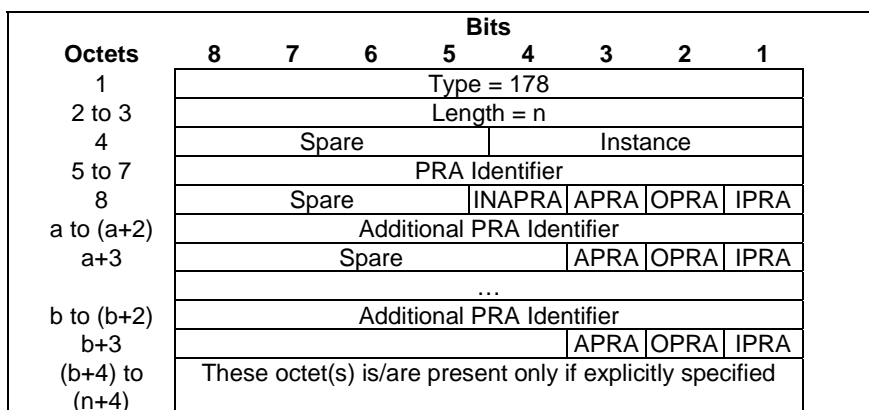 Bits
Octets 8 7 6 5 4 3 2 1
1 Type = 178
2 to 3 Length = n
4 Spare Instance
5 to 7 PRA Identifier
8 Spare INAPRA APRA OPRA IPRA
a to (a+2) Additional PRA Identifier
a+3 Spare APRA OPRA IPRA
…
b to (b+2) Additional PRA Identifier
b+3 APRA OPRA IPRA
(b+4) to These octet(s) is/are present only if explicitly specified
(n+4)